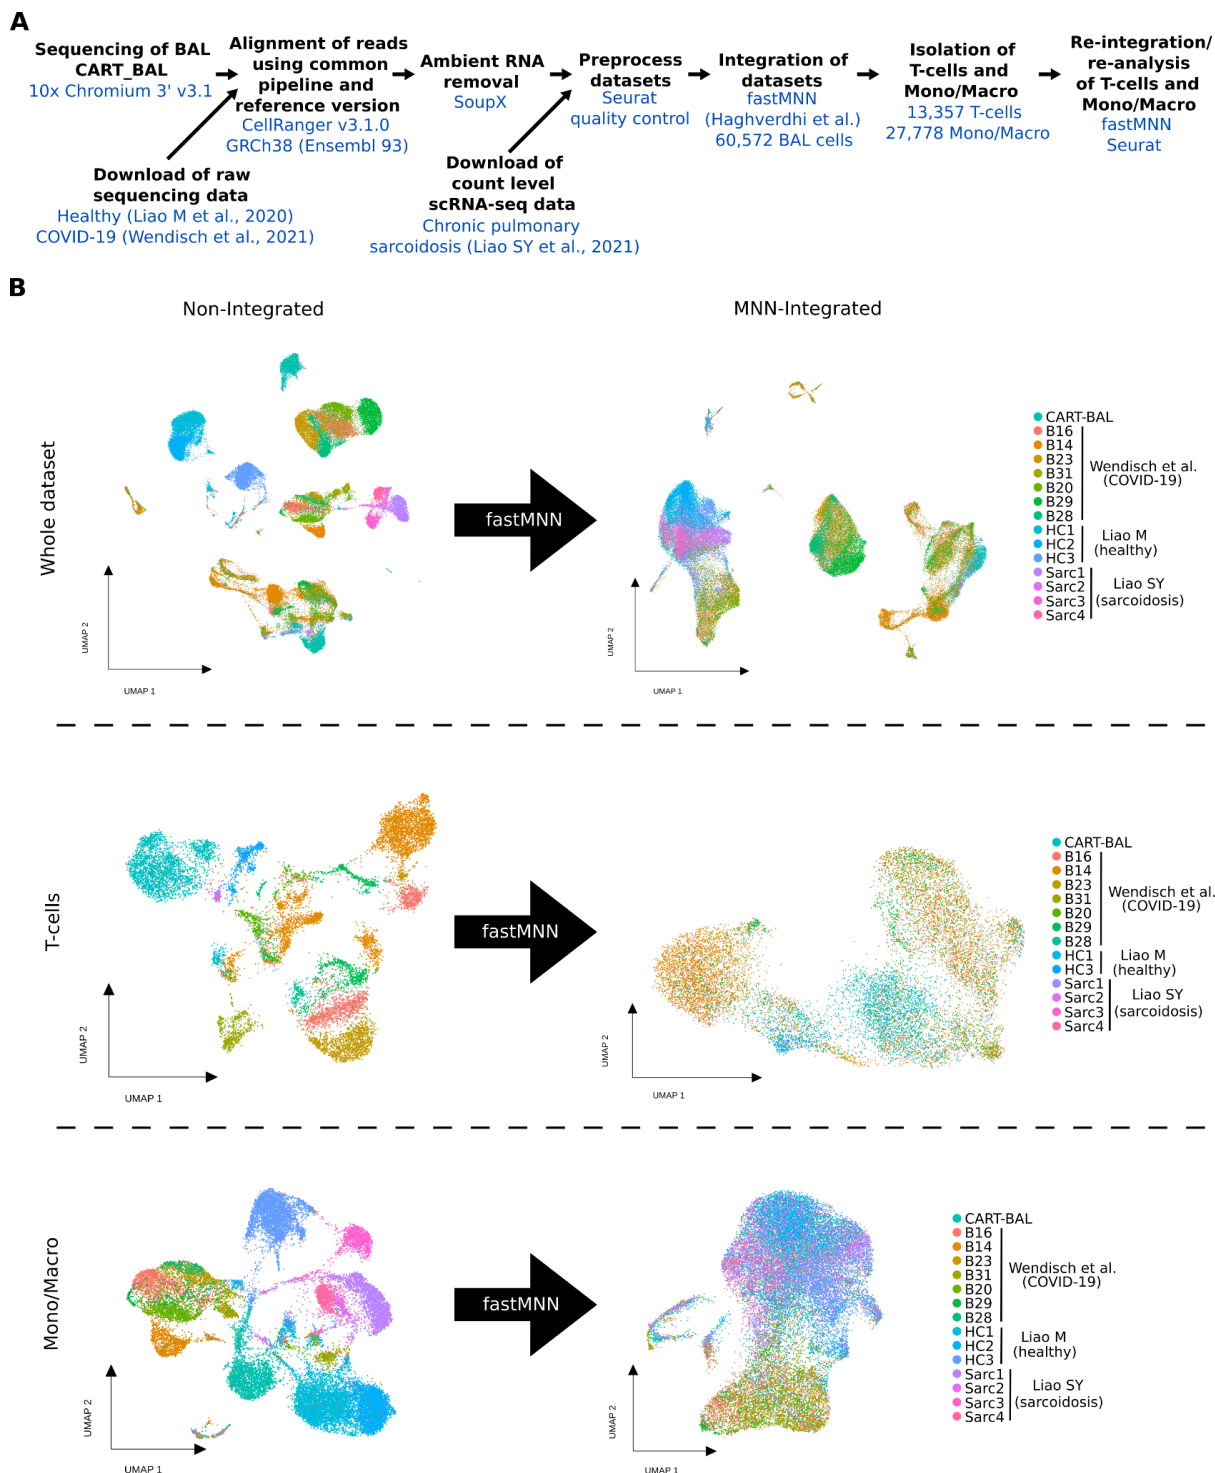 A
Sequencing of BAL
CART_BAL
10x Chromium 3' v3.1
Alignment of reads
using common
pipeline and
reference version
CellRanger v3.1.0
GRCh38 (Ensembl 93)
Ambient RNA
removal
SoupX
Preprocess
datasets
Seurat
quality control
Integration of
datasets
fastMNN
(Haghverdhi et al.)
60,572 BAL cells
Isolation of
T-cells and
Mono/Macro
13,357 T-cells
27,778 Mono/Macro
Re-integration/
re-analysis
of T-cells and
Mono/Macro
fastMNN
Seurat
Download of raw
sequencing data
Healthy (Liao M et al., 2020)
COVID-19 (Wendisch et al., 2021)
Download of
count level
scRNA-seq data
Chronic pulmonary
sarcoidosis (Liao SY et al., 2021)
B
Non-Integrated
MNN-Integrated
Whole dataset
UMAP 2
UMAP 1
fastMNN
UMAP 2
UMAP 1
CART-BAL
B16
B14
B23
B31
B20
B29
B28
HC1
HC2
HC3
Sarc1
Sarc2
Sarc3
Sarc4
Wendisch et al.
(COVID-19)
Liao M
(healthy)
Liao SY
(sarcoidosis)
T-cells
UMAP 2
UMAP 1
fastMNN
UMAP 2
UMAP 1
CART-BAL
B16
B14
B23
B31
B20
B29
B28
HC1
HC3
Sarc1
Sarc2
Sarc3
Sarc4
Wendisch et al.
(COVID-19)
Liao M
(healthy)
Liao SY
(sarcoidosis)
Mono/Macro
UMAP 2
UMAP 1
fastMNN
UMAP 2
UMAP 1
CART-BAL
B16
B14
B23
B31
B20
B29
B28
HC1
HC2
HC3
Sarc1
Sarc2
Sarc3
Sarc4
Wendisch et al.
(COVID-19)
Liao M
(healthy)
Liao SY
(sarcoidosis)